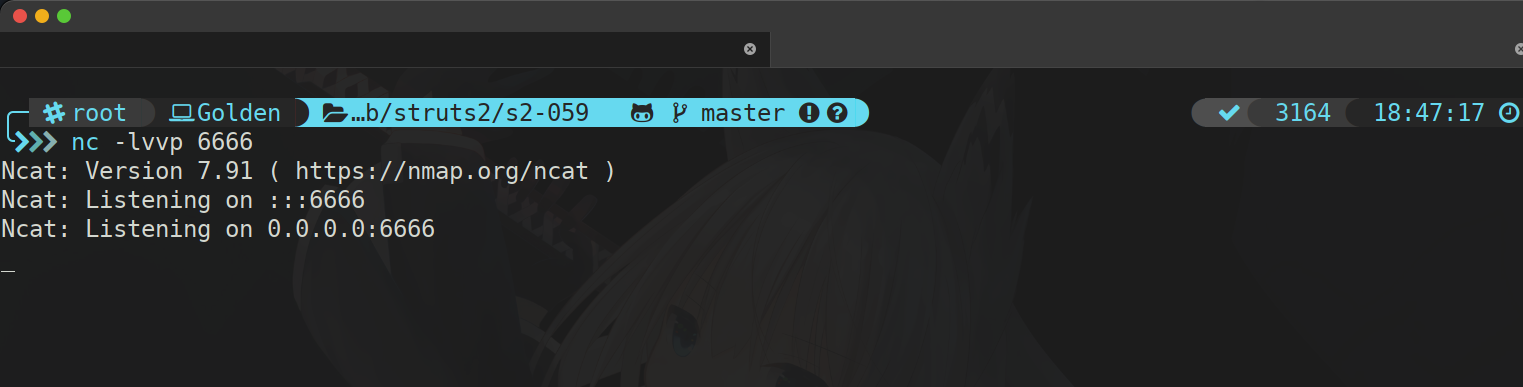 root Golden …b/struts2/s2-059 master 3164 18:47:17
nc -lvvp 6666
Ncat: Version 7.91 ( https://nmap.org/ncat )
Ncat: Listening on :::6666
Ncat: Listening on 0.0.0.0:6666
_